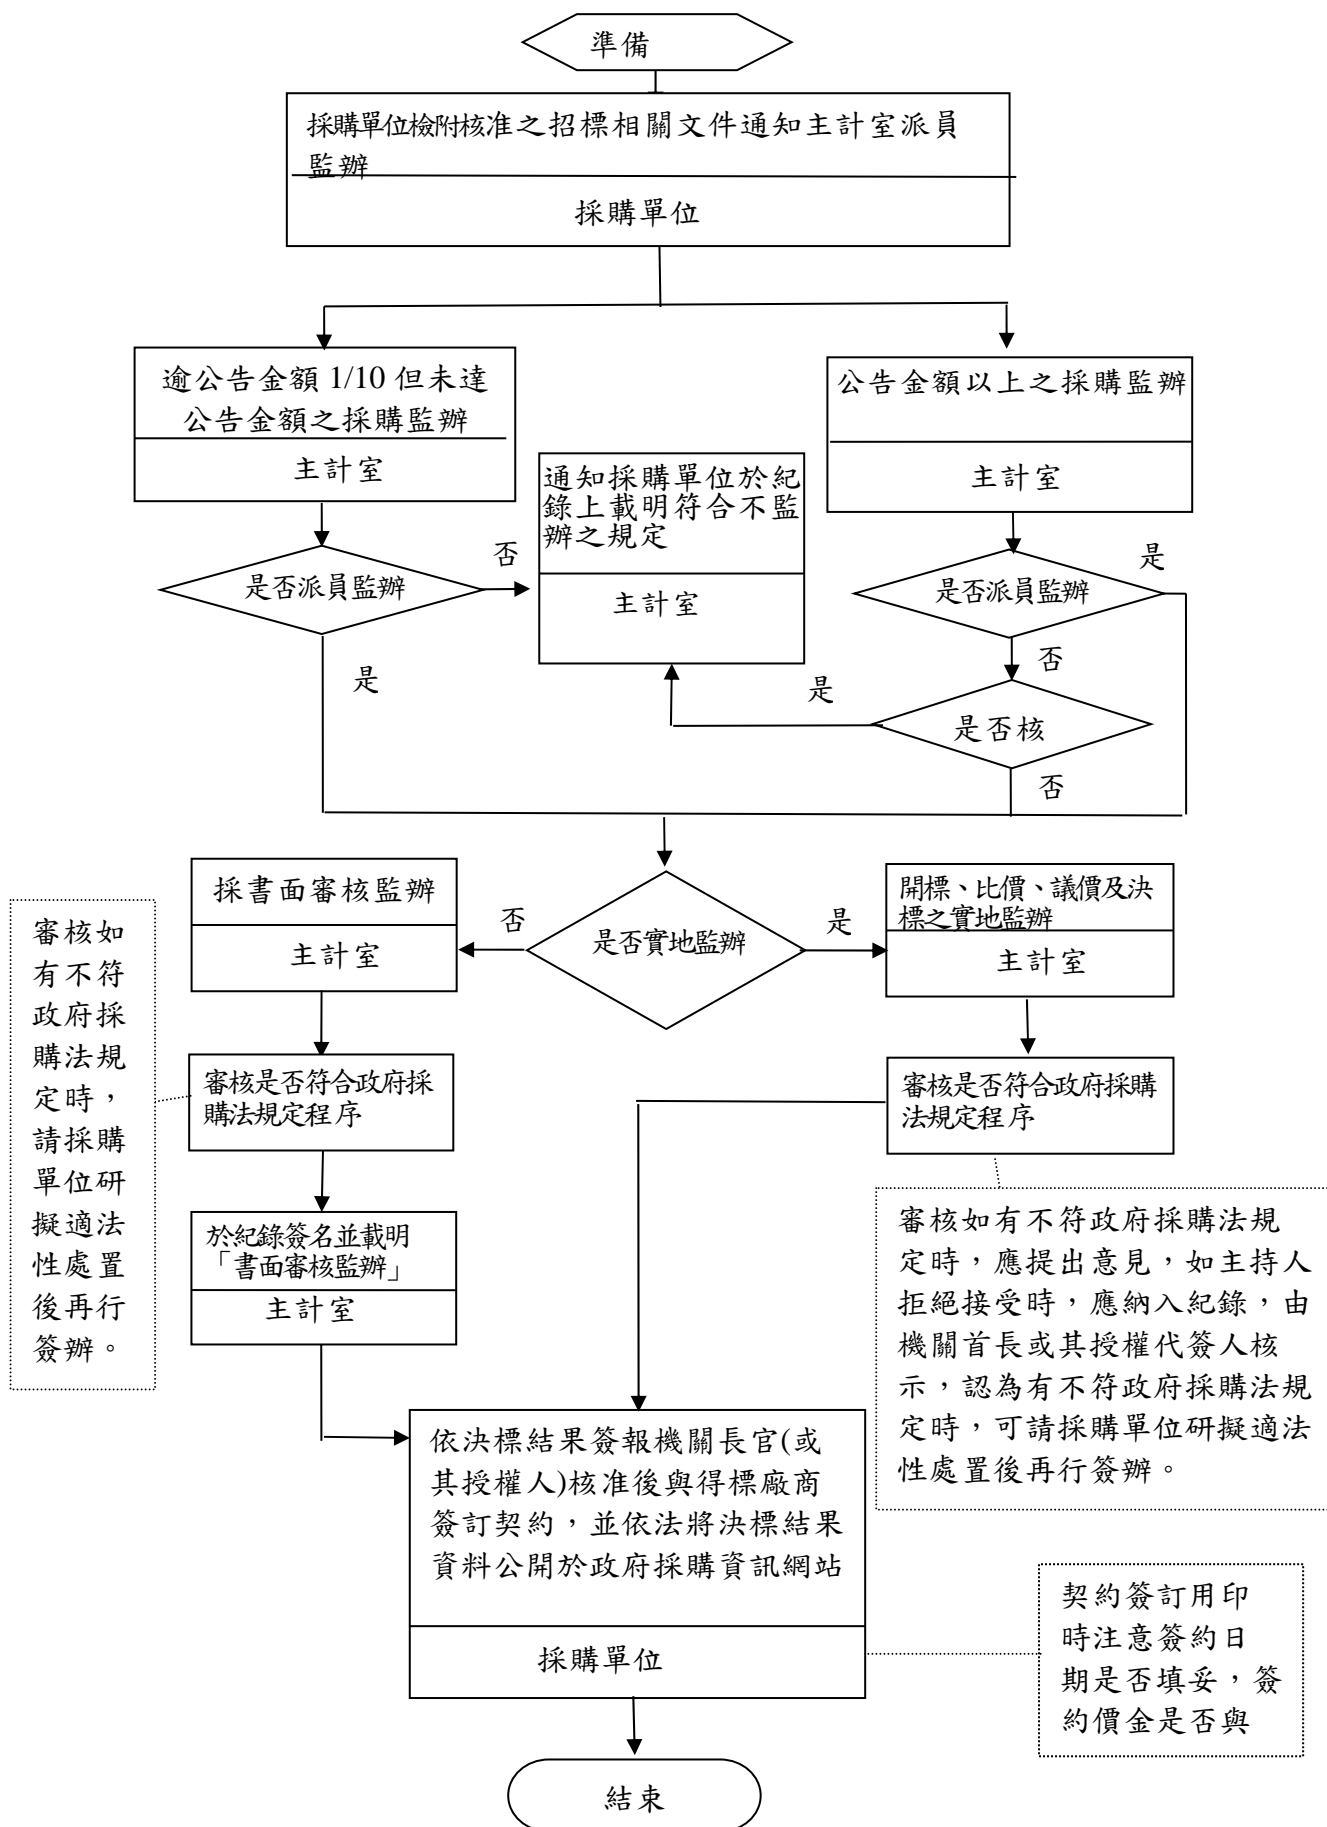 準備
採購單位檢附核准之招標相關文件通知主計室派員
監辦
採購單位
逾公告金額 1/10 但未達
公告金額之採購監辦
主計室
公告金額以上之採購監辦
主計室
通知採購單位於紀
錄上載明符合不監
辦之規定
主計室
是否派員監辦
否
是
是否派員監辦
是
否
是否核
是
否
是否實地監辦
否
是
採書面審核監辦
主計室
開標、比價、議價及決
標之實地監辦
主計室
審核如
有不符
政府採
購法規
定時，
請採購
單位研
擬適法
性處置
後再行
簽辦。
審核是否符合政府採
購法規定程序
審核是否符合政府採購
法規定程序
於紀錄簽名並載明
「書面審核監辦」
主計室
審核如有不符政府採購法規
定時，應提出意見，如主持人
拒絕接受時，應納入紀錄，由
機關首長或其授權代簽人核
示，認為有不符政府採購法規
定時，可請採購單位研擬適法
性處置後再行簽辦。
依決標結果簽報機關長官(或
其授權人)核准後與得標廠商
簽訂契約，並依法將決標結果
資料公開於政府採購資訊網站
採購單位
契約簽訂用印
時注意簽約日
期是否填妥，簽
約價金是否與
結束